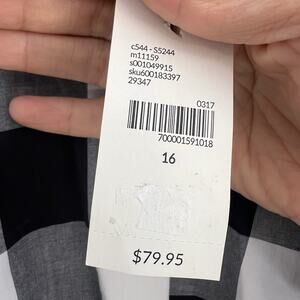 c544 - S5244
m11159
s001049915
sku600183397
29347
0317
700001591018
16
$79.95